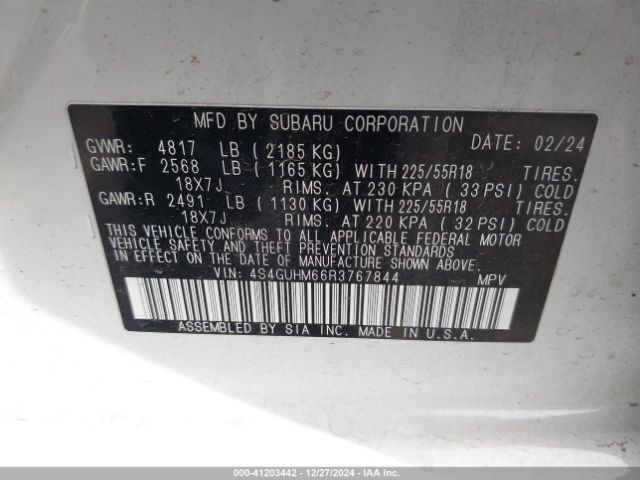 MFD BY SUBARU CORPORATION
GVWR: 4817 LB (2185 KG) DATE: 02/24
GAWR:F 2568 LB (1165 KG) WITH 225/55R18 TIRES.
18X7J RIMS. AT 230 KPA (33 PSI) COLD
GAWR:R 2491 LB (1130 KG) WITH 225/55R18 TIRES.
18X7J RIMS. AT 220 KPA (32 PSI) COLD
THIS VEHICLE CONFORMS TO ALL APPLICABLE FEDERAL MOTOR
VEHICLE SAFETY AND THEFT PREVENTION STANDARDS
IN EFFECT ON THE DATE OF MANUFACTURE SHOWN ABOVE.
VIN: 4S4GUHM66R3767844 MPV
ASSEMBLED BY SIA INC. MADE IN U.S.A.
000-41203442 - 12/27/2024 - IAAI.com